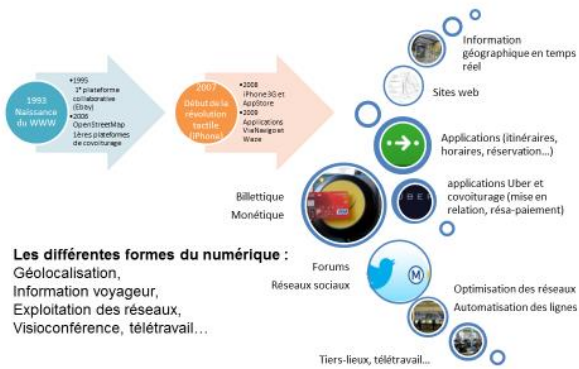 1993
Naissance
du WWW
•1995
1° plateforme
collaborative
(Ebay)
•2006
OpenStreetMap
1ères plateformes
de covoiturage
2007
Début de la
révolution
tactile
(iPhone)
•2008
iPhone3G et
AppStore
•2009
Applications
ViaNavigo et
Waze
Information
géographique en temps
réel
Sites web
Applications (itinéraires,
horaires, réservation...)
UBER
applications Uber et
covoiturage (mise en
relation, résa-paiement)
Billettique
Monétique
Forums
Réseaux sociaux
M
Optimisation des réseaux
Automatisation des lignes
Tiers-lieux, télétravail...
Les différentes formes du numérique :
Géolocalisation,
Information voyageur,
Exploitation des réseaux,
Visioconférence, télétravail...